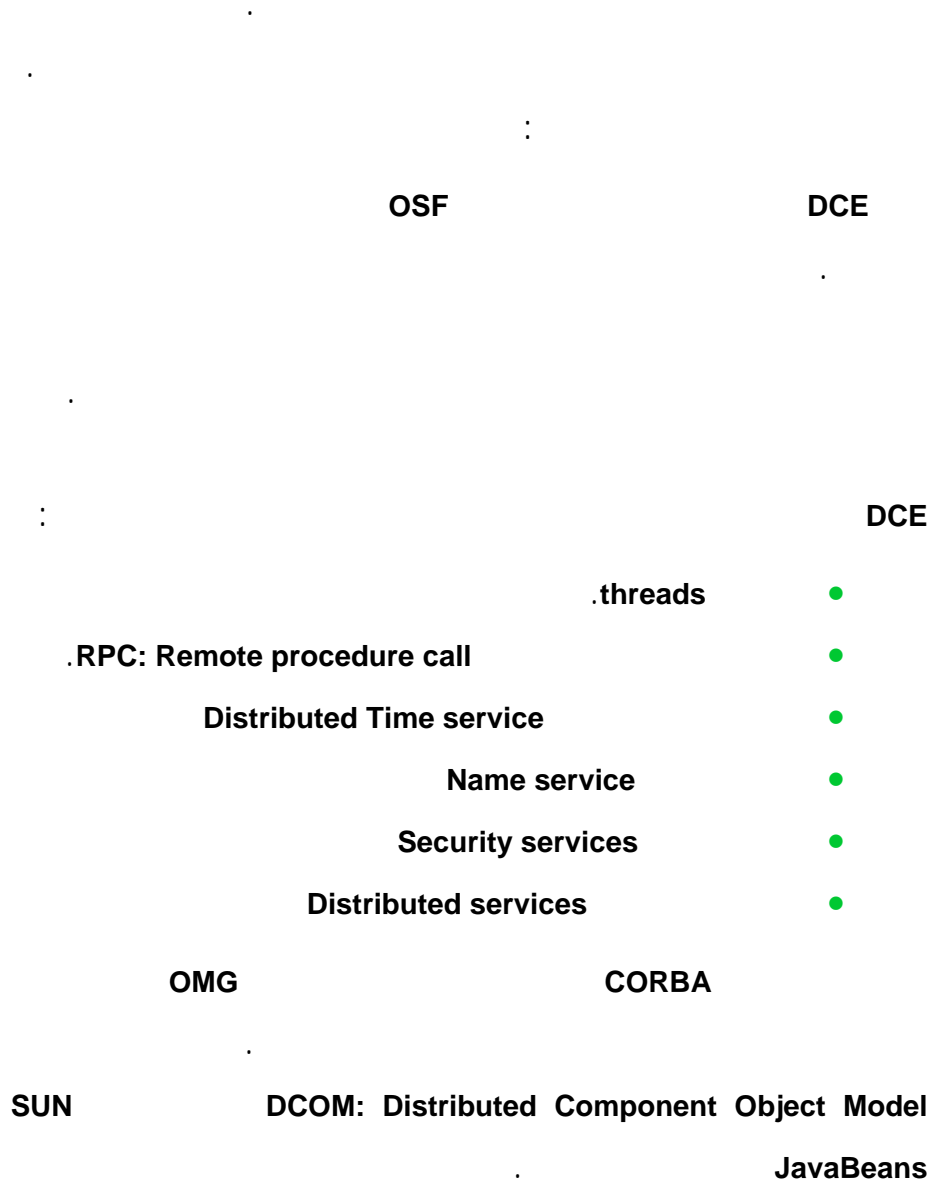 .
.
:
DCE OSF
.
.
DCE :
• threads.
• RPC: Remote procedure call.
• Distributed Time service
• Name service
• Security services
• Distributed services
CORBA OMG
.
DCOM: Distributed Component Object Model SUN
JavaBeans .